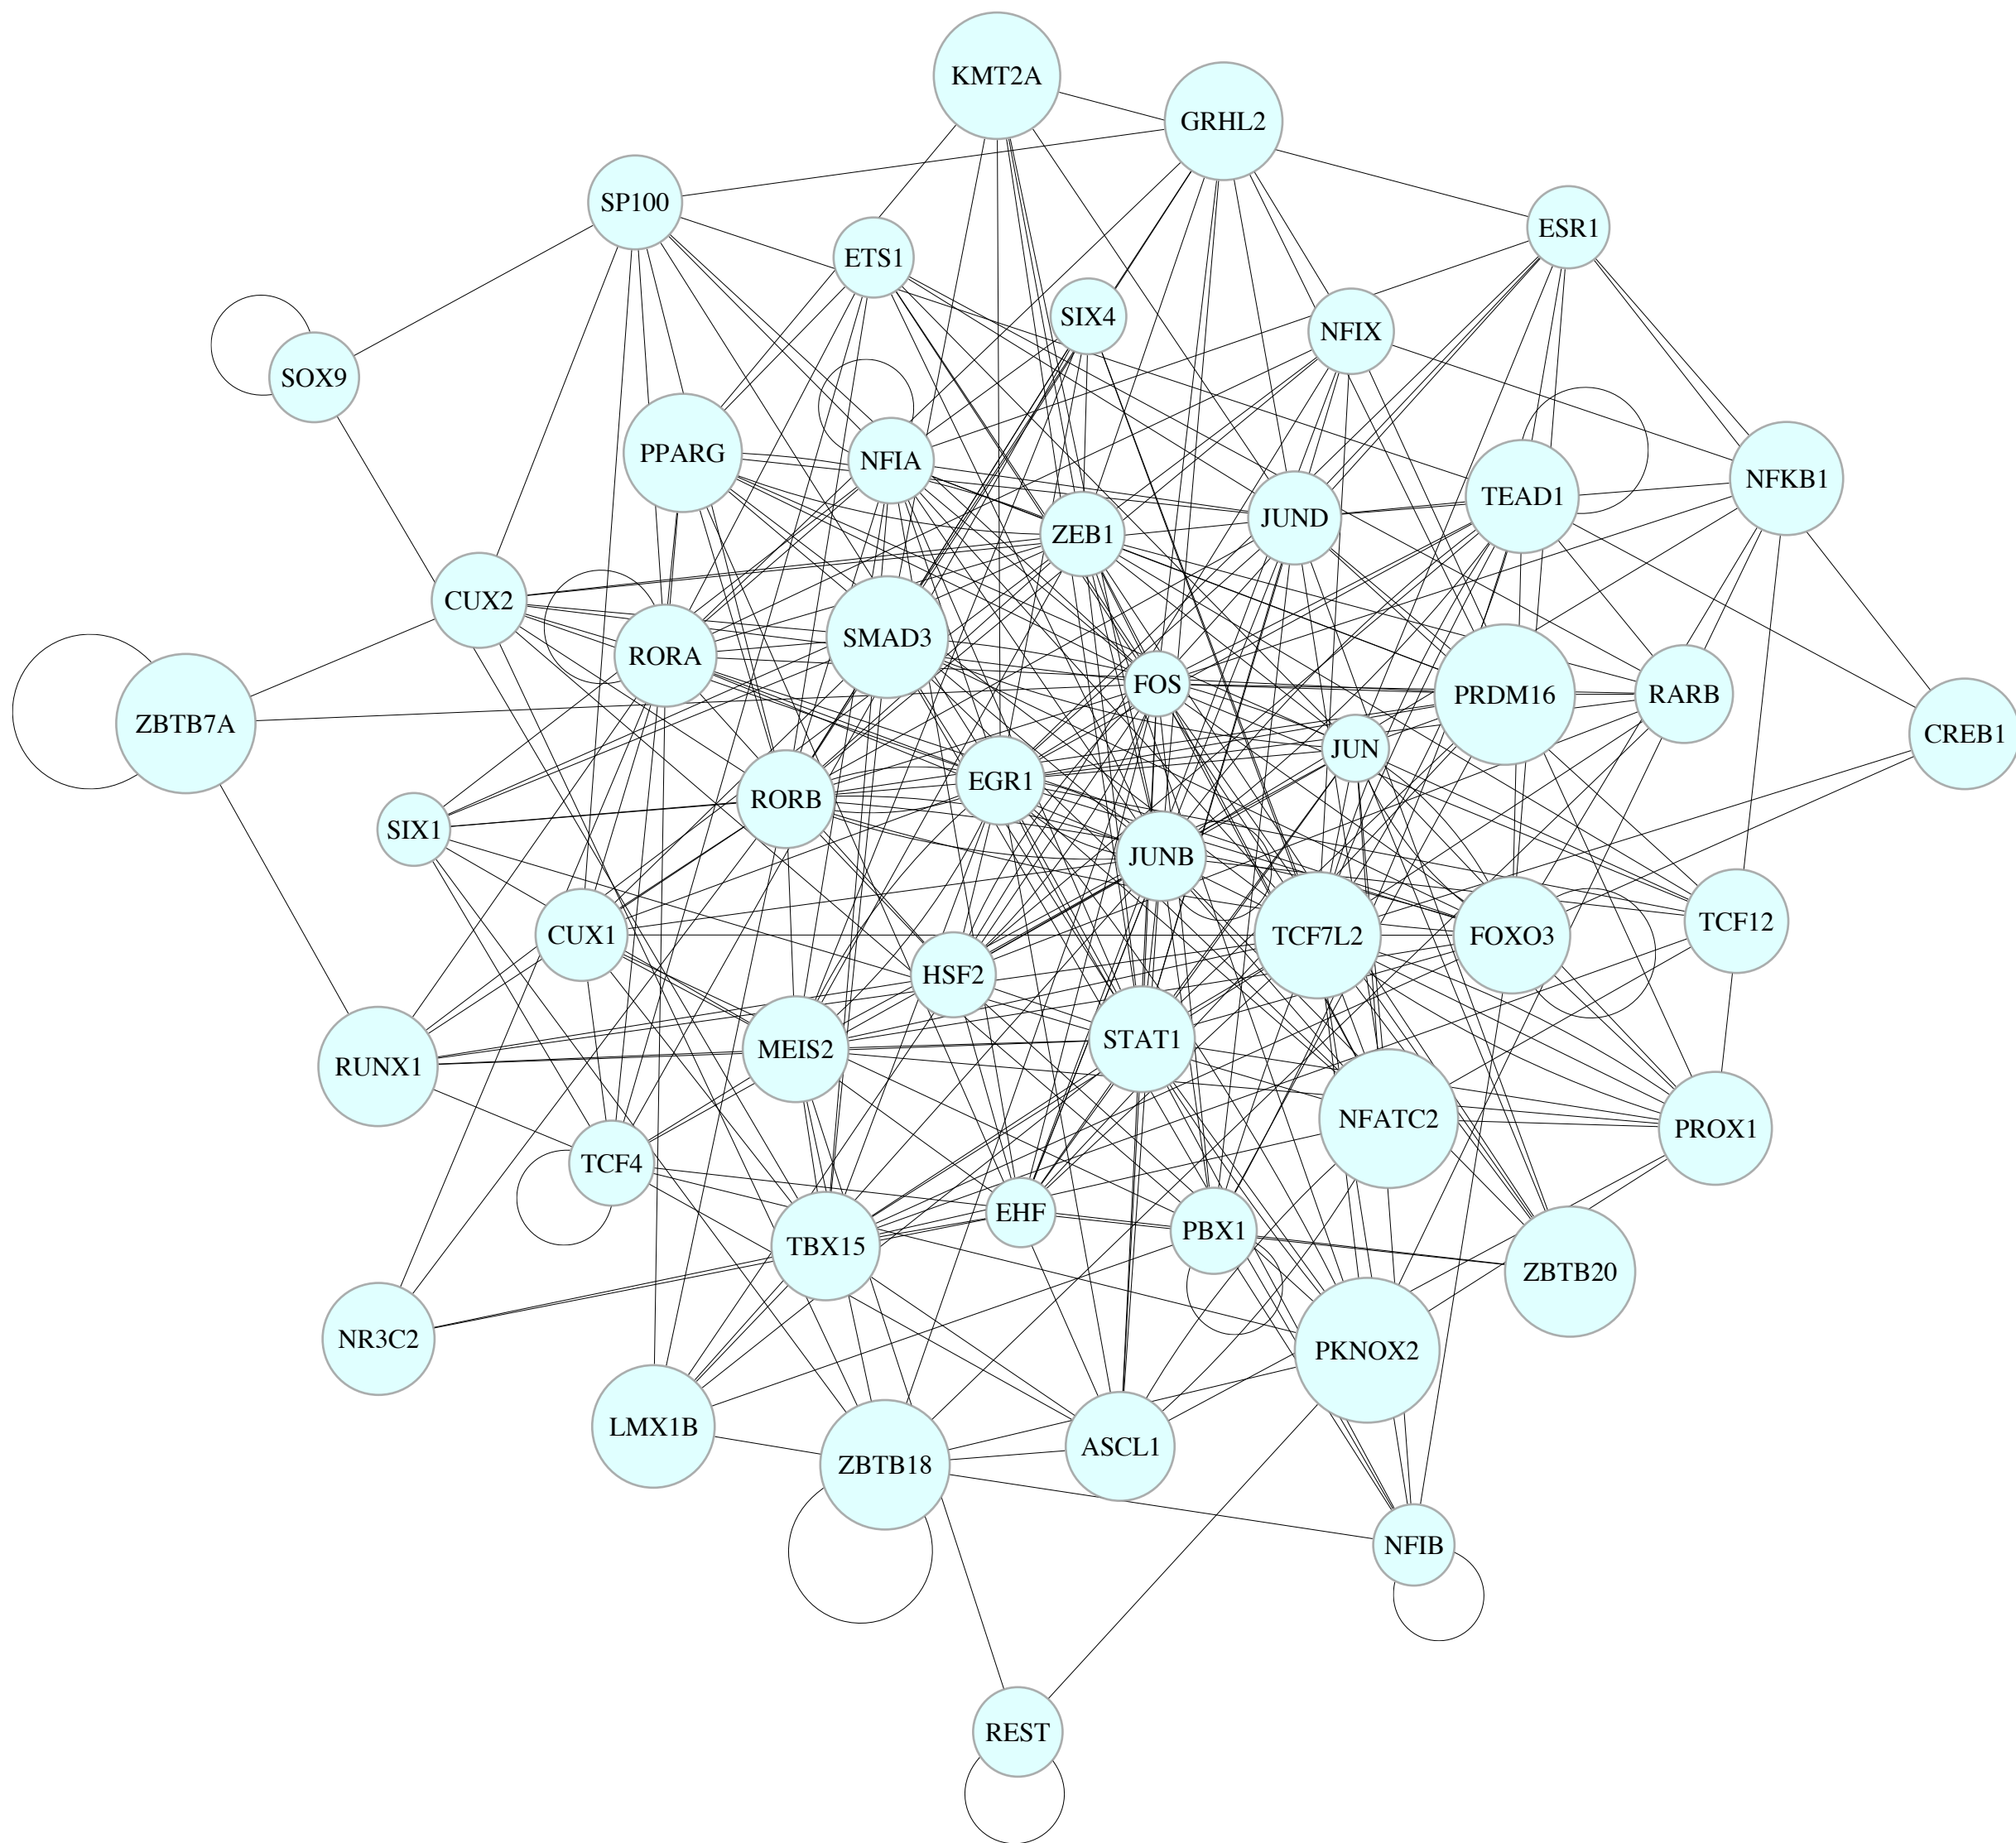 KMT2A
GRHL2
SP100
ESR1
ETS1
SIX4
NFIX
SOX9
PPARG
NFIA
NFKB1
TEAD1
JUND
ZEB1
CUX2
SMAD3
RORA
FOS
PRDM16
RARB
ZBTB7A
CREB1
JUN
EGR1
RORB
SIX1
JUNB
TCF12
CUX1
TCF7L2
FOXO3
HSF2
STAT1
MEIS2
RUNX1
NFATC2
PROX1
TCF4
EHF
PBX1
TBX15
ZBTB20
NR3C2
PKNOX2
LMX1B
ASCL1
ZBTB18
NFIB
REST